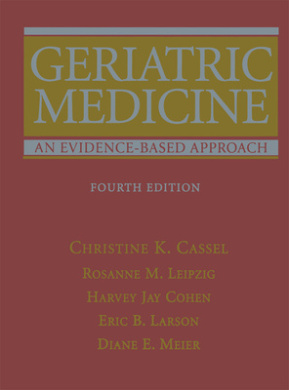 GERIATRIC
MEDICINE
AN EVIDENCE-BASED APPROACH
FOURTH EDITION
CHRISTINE K. CASSEL
ROSANNE M. LEIPZIG
HARVEY JAY COHEN
ERIC B. LARSON
DIANE E. MEIER